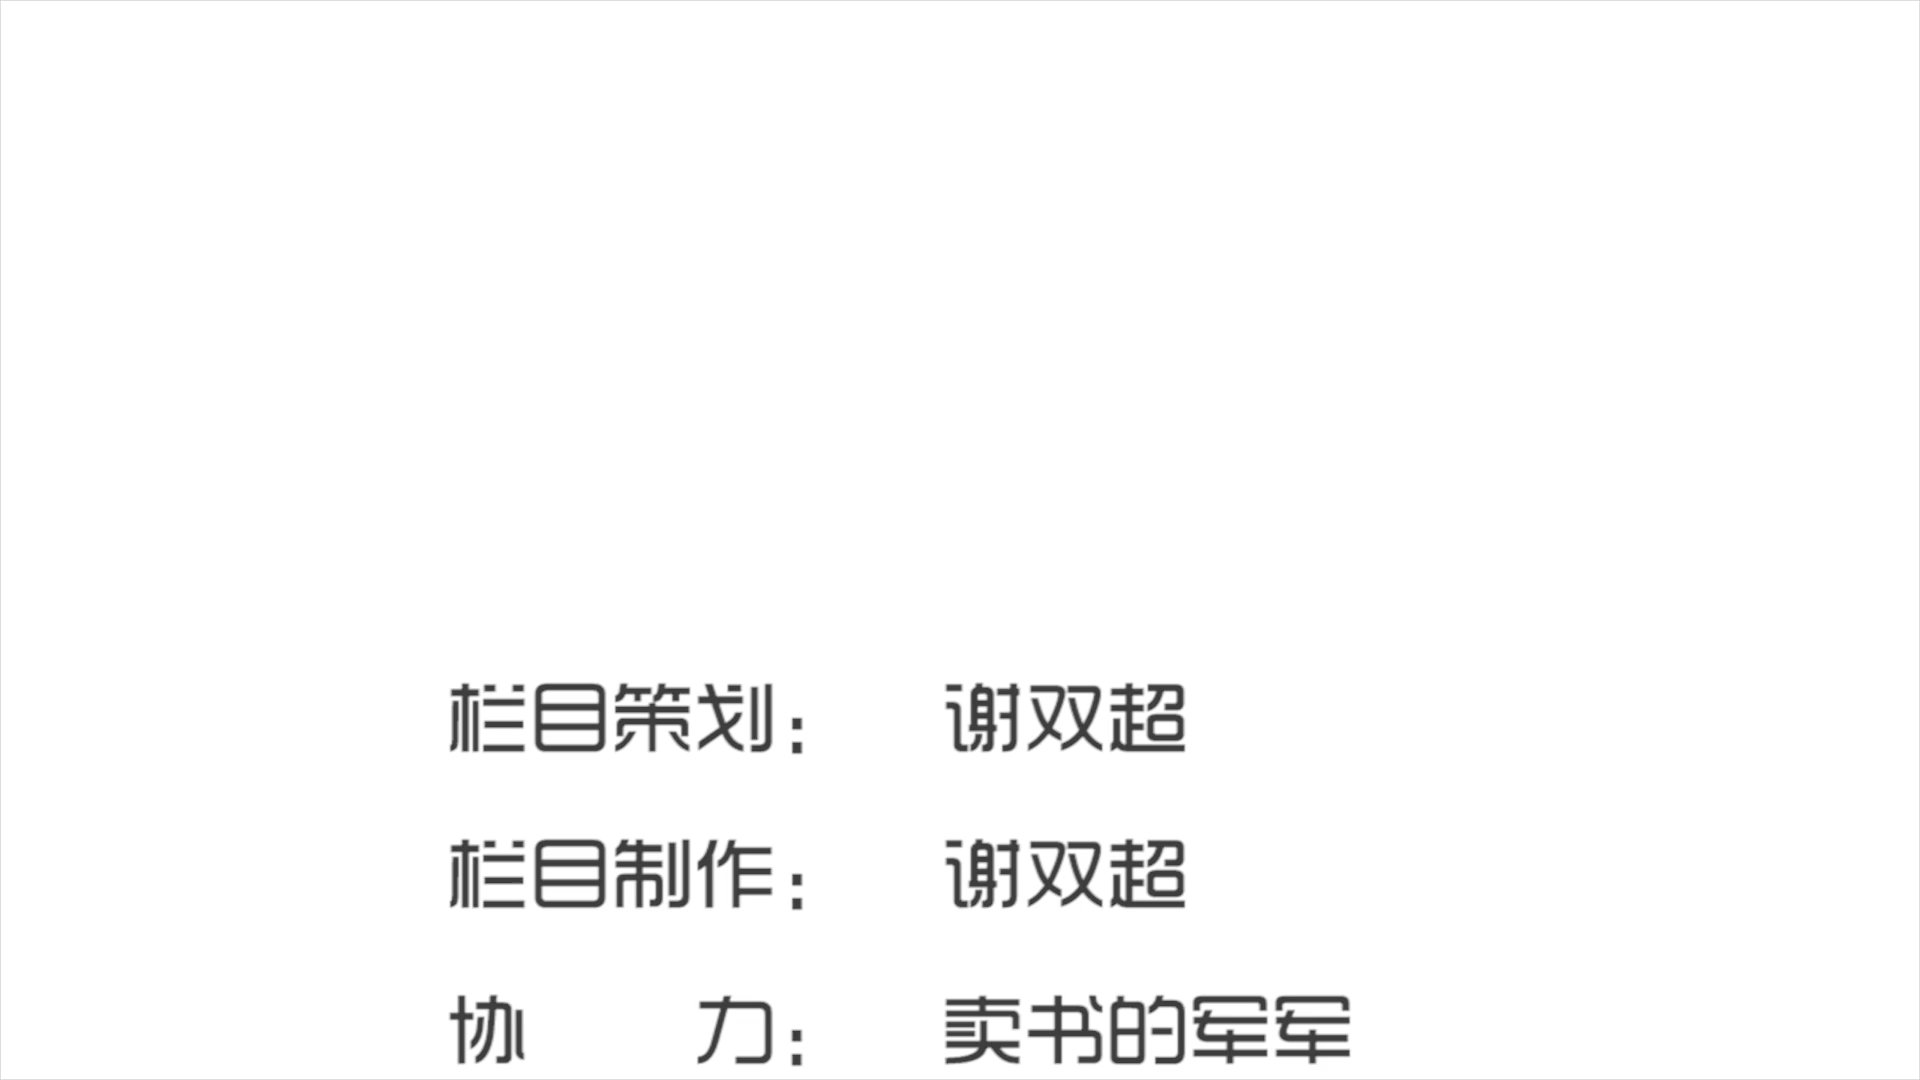 栏目策划： 谢双超
栏目制作： 谢双超
协 力： 卖书的军军